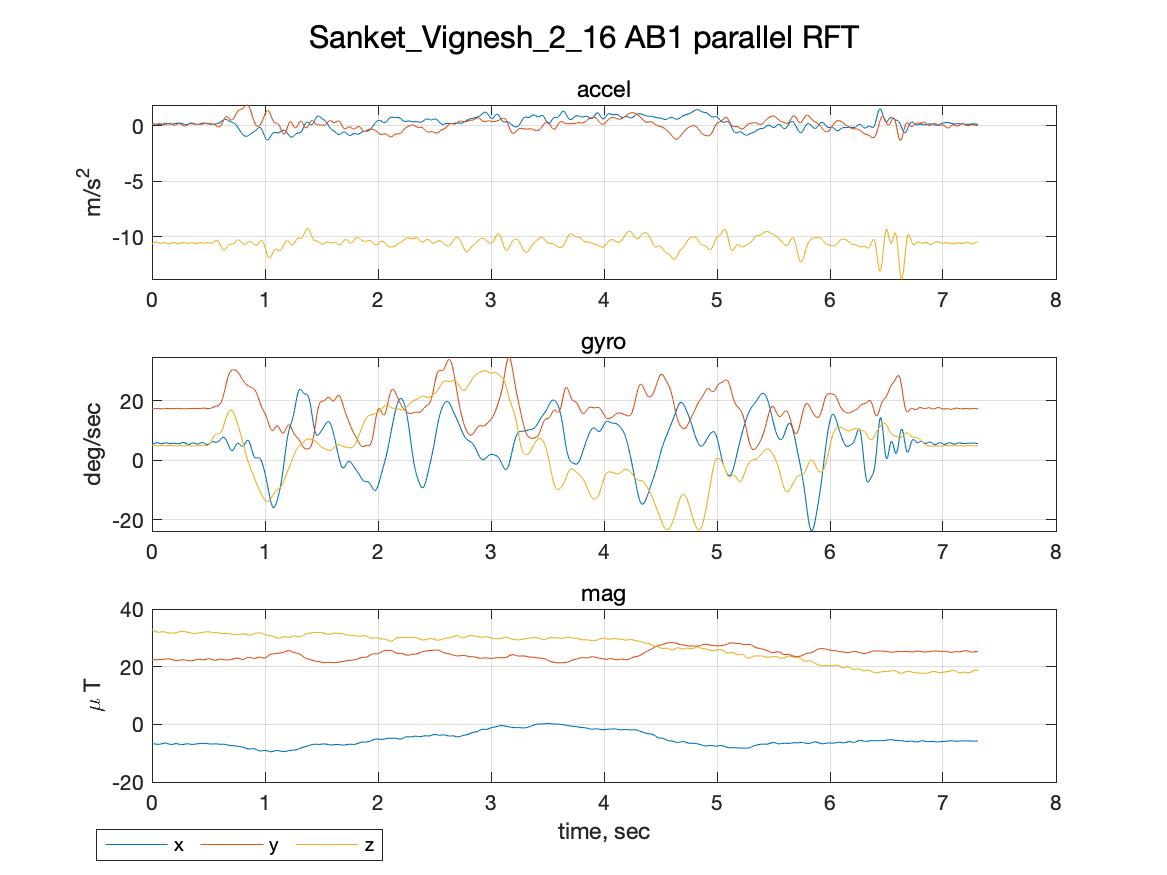 Sanket_Vignesh_2_16 AB1 parallel RFT
accel
m/s²
0
-5
-10
0 1 2 3 4 5 6 7 8
gyro
deg/sec
20
0
-20
0 1 2 3 4 5 6 7 8
mag
μ T
40
20
0
-20
0 1 2 3 4 5 6 7 8
time, sec
x y z